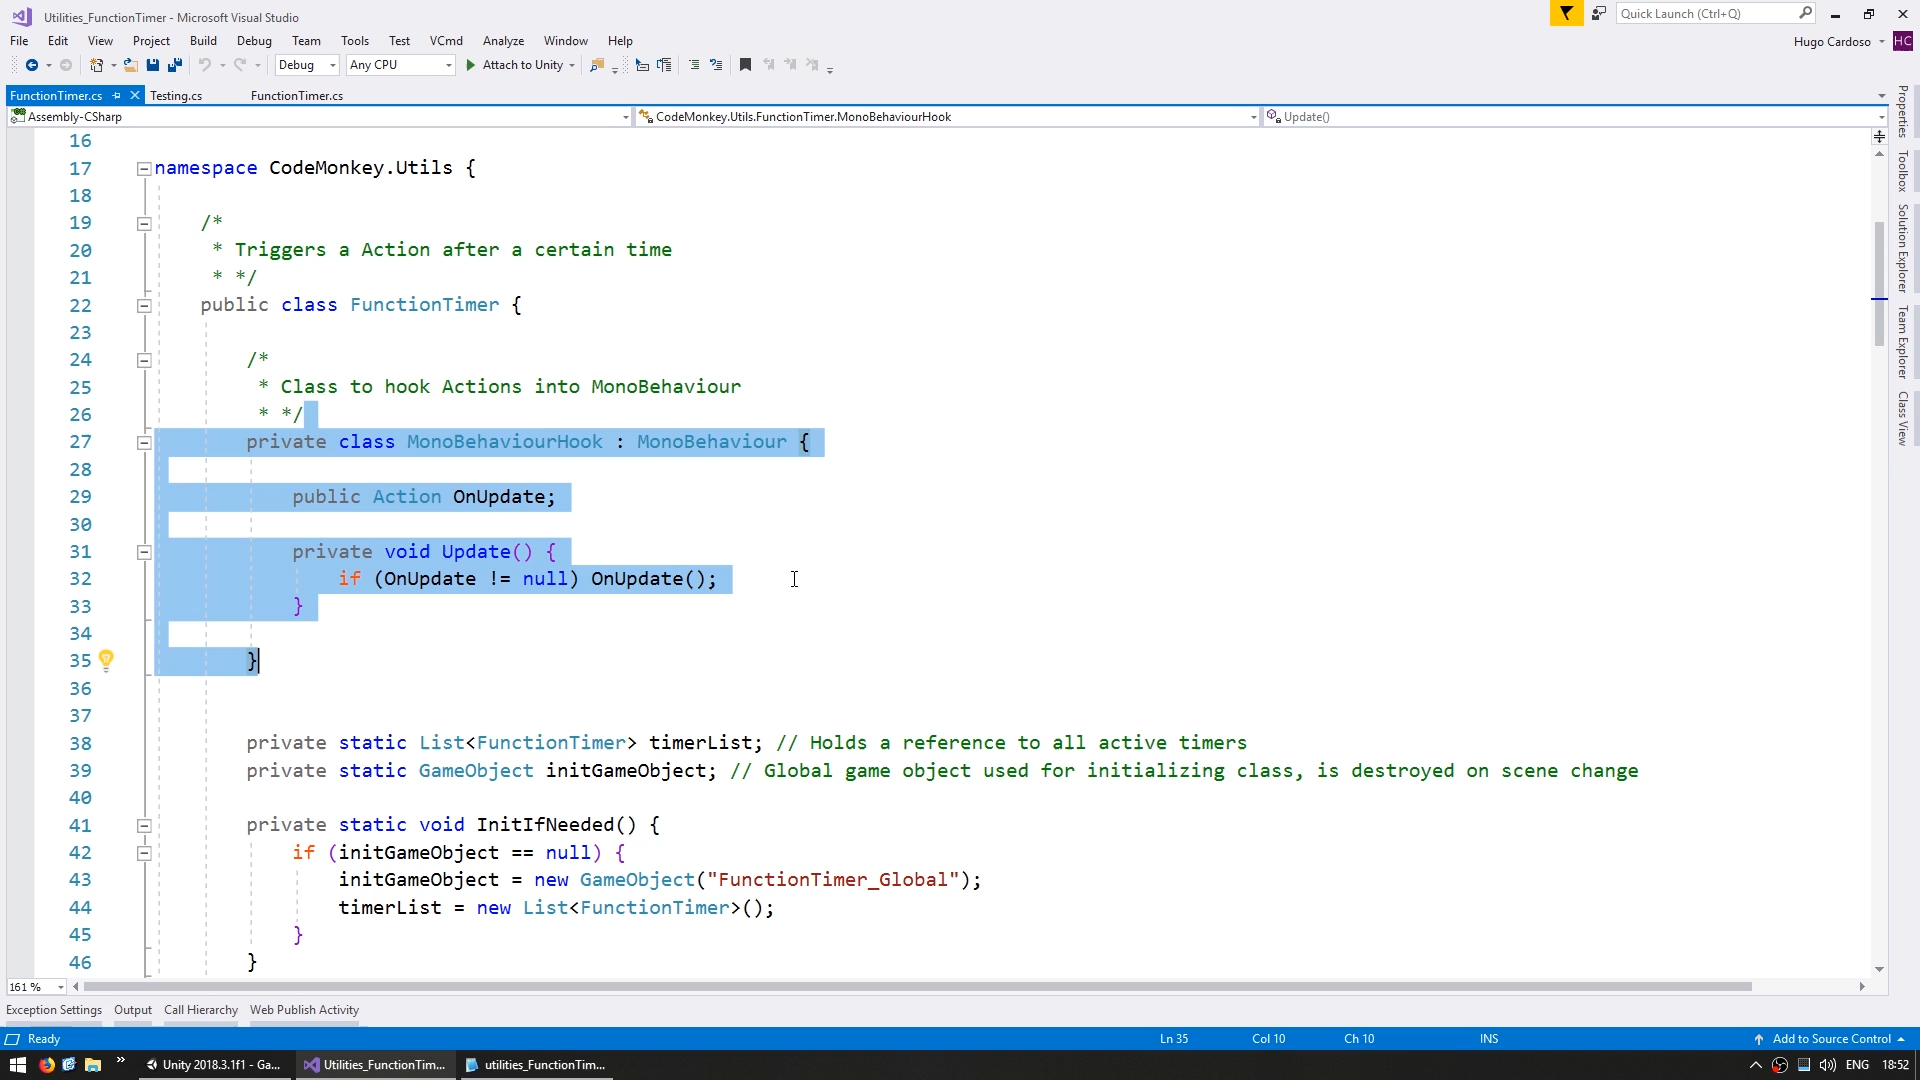 Utilities_FunctionTimer - Microsoft Visual Studio
Quick Launch (Ctrl+Q)
File Edit View Project Build Debug Team Tools Test VCmd Analyze Window Help
Hugo Cardoso HC
Debug Any CPU Attach to Unity
FunctionTimer.cs Testing.cs FunctionTimer.cs
Assembly-CSharp CodeMonkey.Utils.FunctionTimer.MonoBehaviourHook Update()
16
17 namespace CodeMonkey.Utils {
18
19 /*
20 * Triggers a Action after a certain time
21 * */
22 public class FunctionTimer {
23
24 /*
25 * Class to hook Actions into MonoBehaviour
26 * */
27 private class MonoBehaviourHook : MonoBehaviour {
28
29 public Action OnUpdate;
30
31 private void Update() {
32 if (OnUpdate != null) OnUpdate();
33 }
34
35 }
36
37
38 private static List<FunctionTimer> timerList; // Holds a reference to all active timers
39 private static GameObject initGameObject; // Global game object used for initializing class, is destroyed on scene change
40
41 private static void InitIfNeeded() {
42 if (initGameObject == null) {
43 initGameObject = new GameObject("FunctionTimer_Global");
44 timerList = new List<FunctionTimer>();
45 }
46 }
Properties
Toolbox
Solution Explorer
Team Explorer
Class View
161 %
Exception Settings Output Call Hierarchy Web Publish Activity
Ready Ln 35 Col 10 Ch 10 INS Add to Source Control
Unity 2018.3.1f1 - Ga... Utilities_FunctionTim... utilities_FunctionTim... ENG 18:52